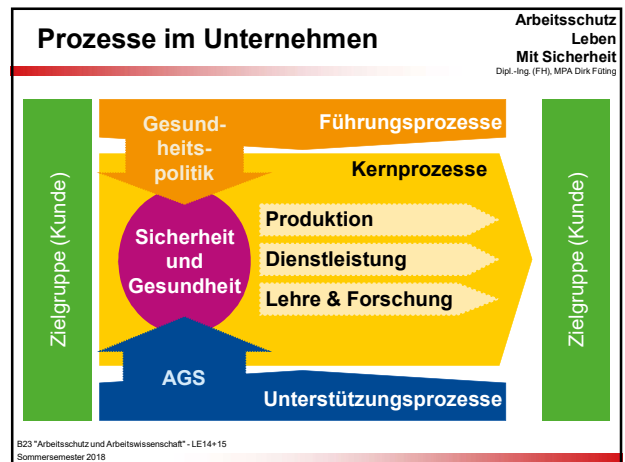 Prozesse im Unternehmen
Arbeitsschutz
Leben
Mit Sicherheit
Dipl.-Ing. (FH), MPA Dirk Füting
Zielgruppe (Kunde)
Gesund-
heits-
politik
Führungsprozesse
Kernprozesse
Sicherheit
und
Gesundheit
Produktion
Dienstleistung
Lehre & Forschung
AGS
Unterstützungsprozesse
Zielgruppe (Kunde)
B23 "Arbeitsschutz und Arbeitswissenschaft" - LE14+15
Sommersemester 2018